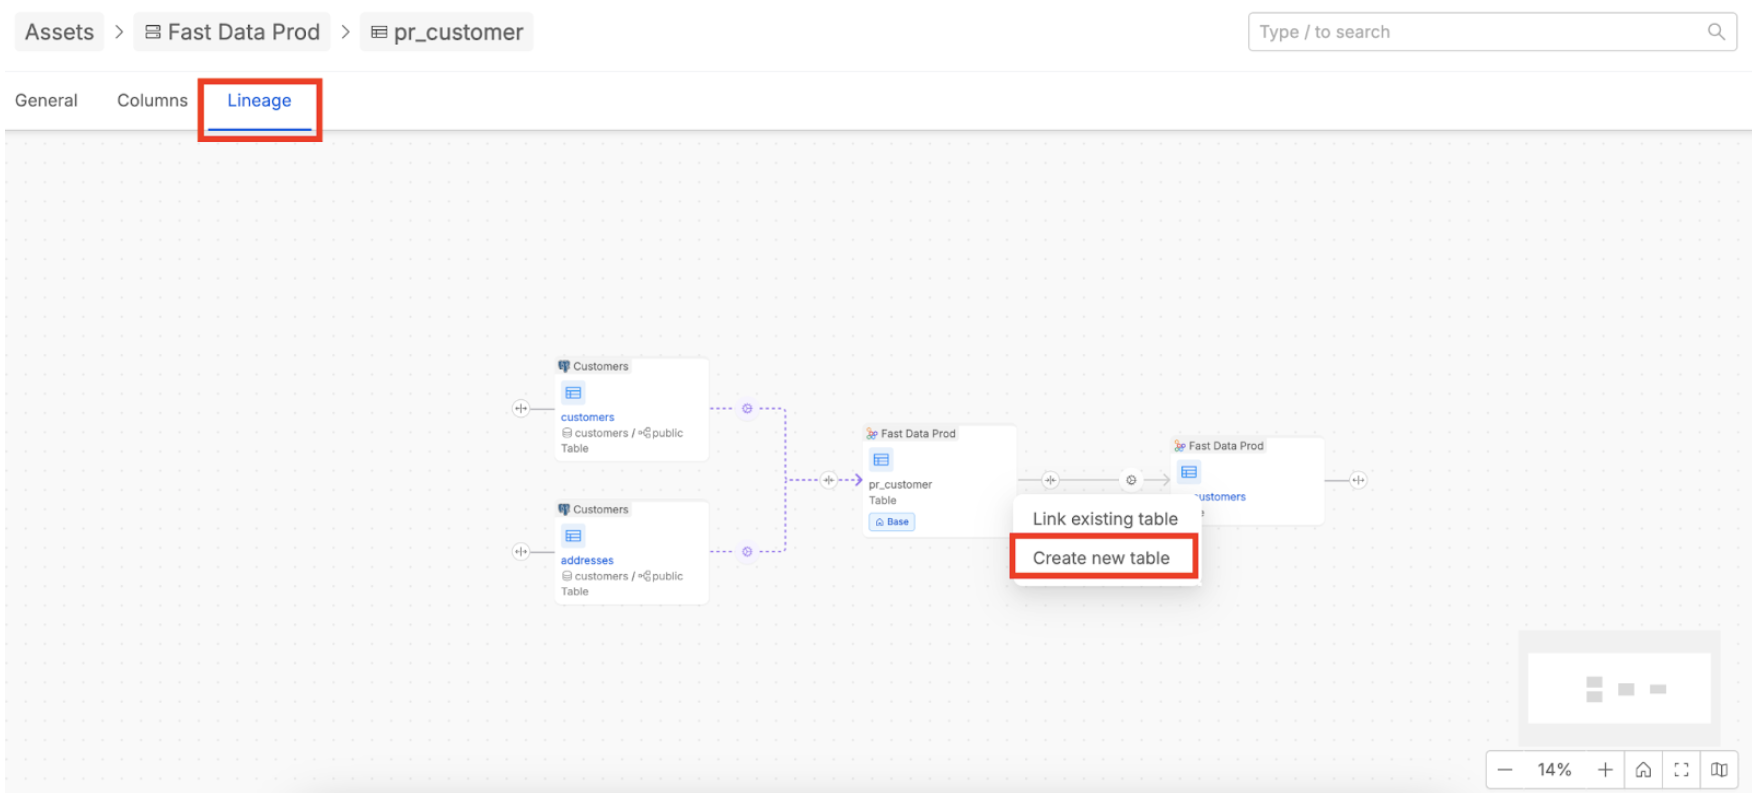 Assets > Fast Data Prod > pr_customer
Type / to search
General Columns Lineage
Customers
customers
customers / public
Table
Customers
addresses
customers / public
Table
Fast Data Prod
pr_customer
Table
Base
Fast Data Prod
Link existing table
Create new table
14%